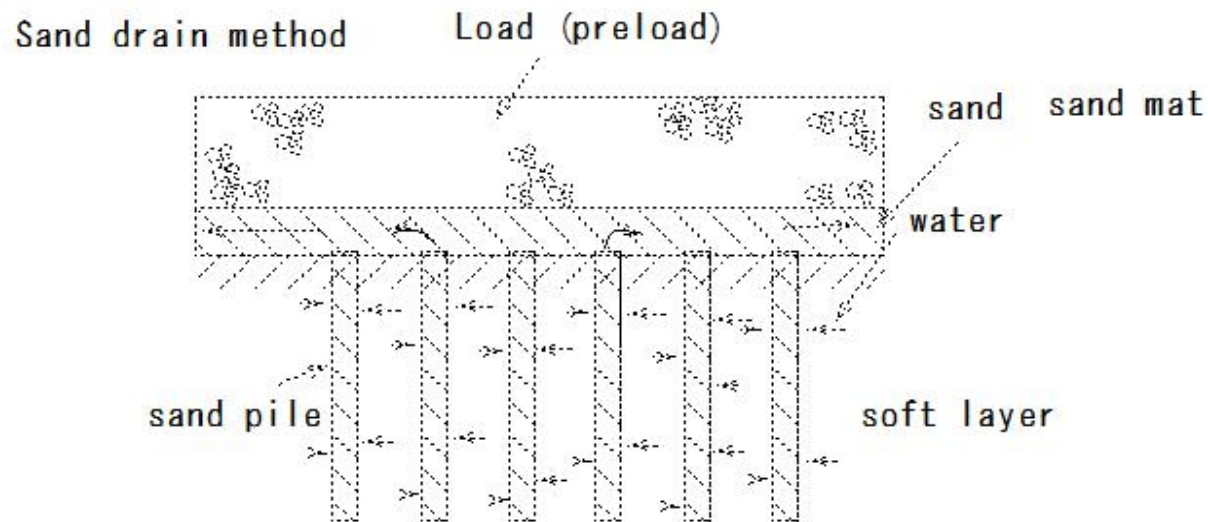 Sand drain method
Load (preload)
sand
sand mat
water
sand pile
soft layer